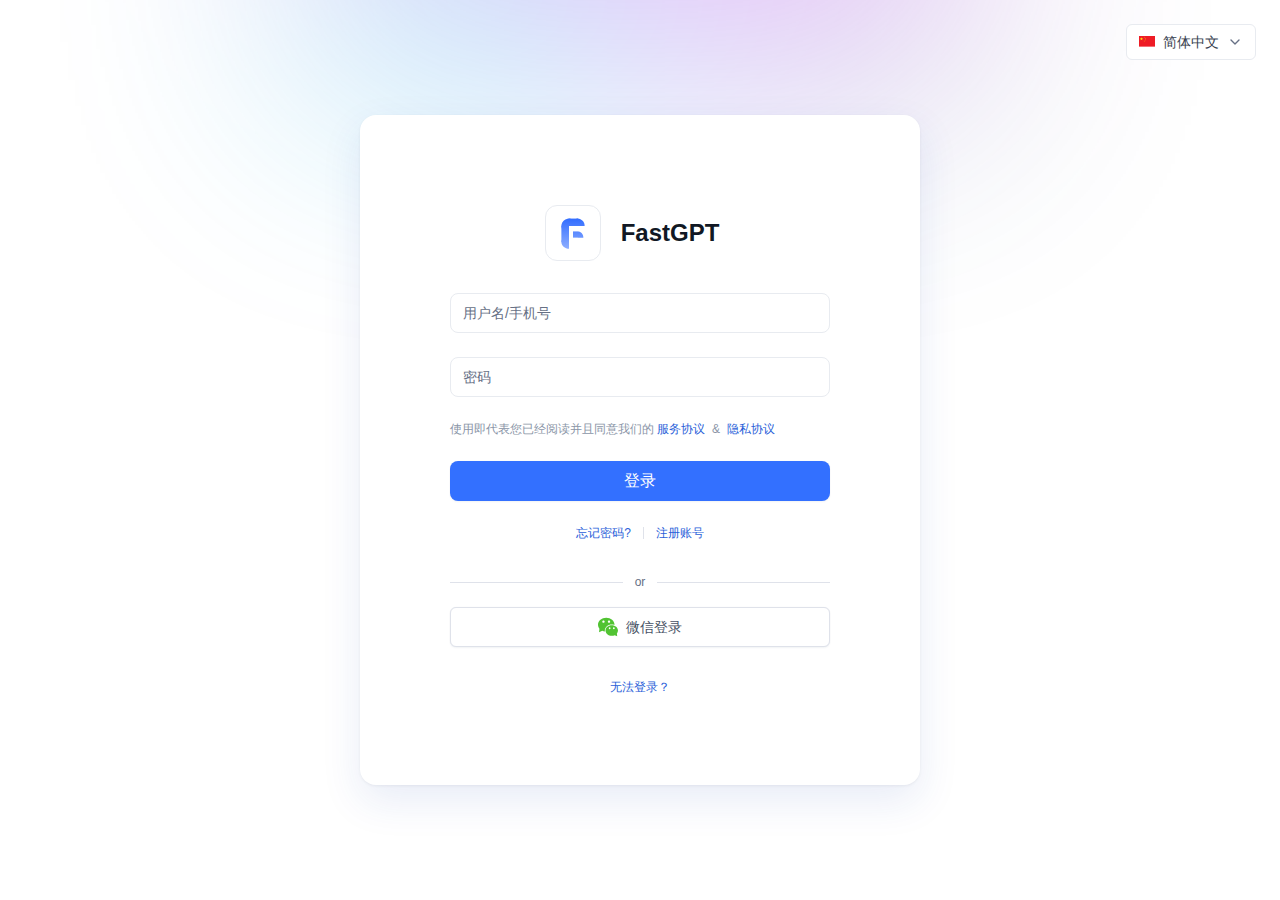 简体中文
FastGPT
用户名/手机号
密码
使用即代表您已经阅读并且同意我们的 服务协议 & 隐私协议
登录
忘记密码? 注册账号
or
微信登录
无法登录？